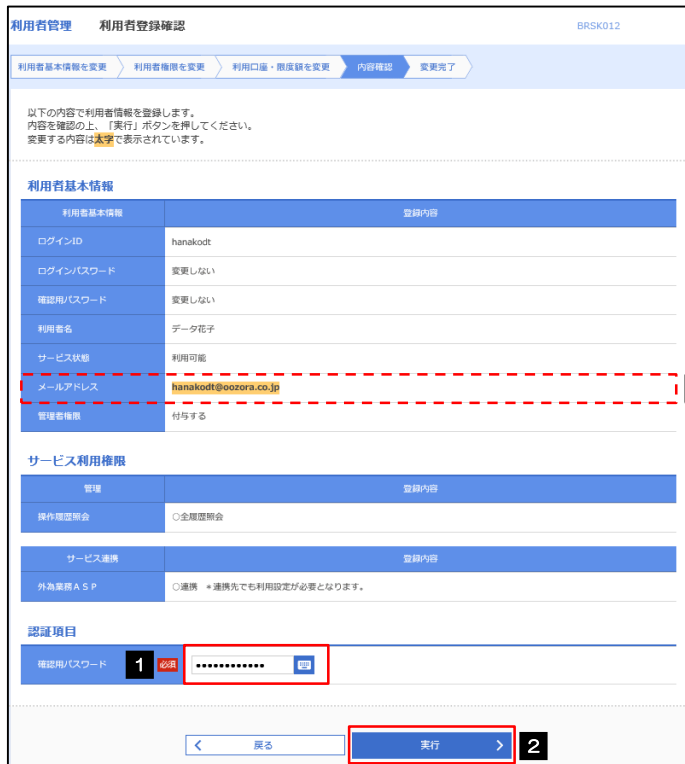 利用者管理 利用者登録確認 BRSK012
利用者基本情報を変更 利用者権限を変更 利用口座・限度額を変更 内容確認 変更完了
以下の内容で利用者情報を登録します。
内容を確認の上、「実行」ボタンを押してください。
変更する内容は太字で表示されています。
利用者基本情報
利用者基本情報 登録内容
ログインID hanakodt
ログインパスワード 変更しない
確認用パスワード 変更しない
利用者名 データ花子
サービス状態 利用可能
メールアドレス hanakodt@oozora.co.jp
管理者権限 付与する
サービス利用権限
管理 登録内容
操作履歴照会 ○全履歴照会
サービス連携 登録内容
外為業務ASP ○連携 *連携先でも利用設定が必要となります。
認証項目
確認用パスワード 1 必須 ••••••••••••
戻る 実行 2